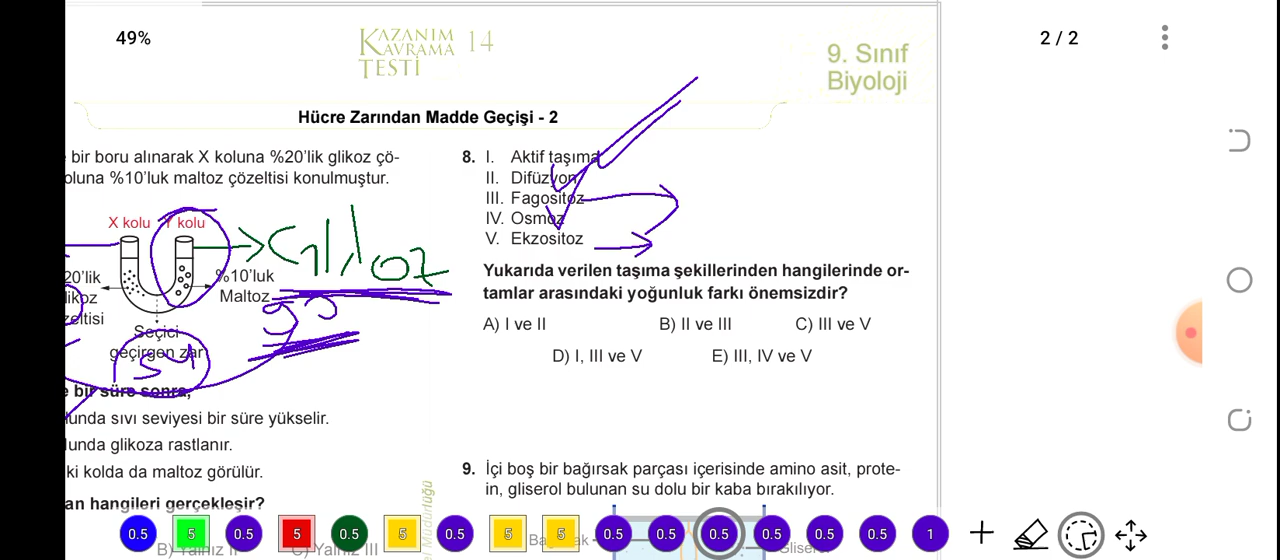 49%
KAZANIM
KAVRAMA
TESTİ
14
2 / 2
9. Sınıf
Biyoloji
Hücre Zarından Madde Geçişi - 2
bir boru alınarak X koluna %20'lik glikoz çö-
oluna %10'luk maltoz çözeltisi konulmuştur.
X kolu
Y kolu
Glikoz
20'lik
likoz
zeltisi
%10'luk
Maltoz
Seçici
geçirgen zar
e bir süre sonra,
lunda sıvı seviyesi bir süre yükselir.
lunda glikoza rastlanır.
ki kolda da maltoz görülür.
an hangileri gerçekleşir?
B) Yalnız II
C) Yalnız III
8. I. Aktif taşıma
II. Difüzyon
III. Fagositoz
IV. Osmoz
V. Ekzositoz
Yukarıda verilen taşıma şekillerinden hangilerinde or-
tamlar arasındaki yoğunluk farkı önemsizdir?
A) I ve II
B) II ve III
C) III ve V
D) I, III ve V
E) III, IV ve V
9. İçi boş bir bağırsak parçası içerisinde amino asit, prote-
in, gliserol bulunan su dolu bir kaba bırakılıyor.
el Müdürlüğü
0.5
5
0.5
5
0.5
5
0.5
5
5
0.5
0.5
0.5
0.5
0.5
0.5
1